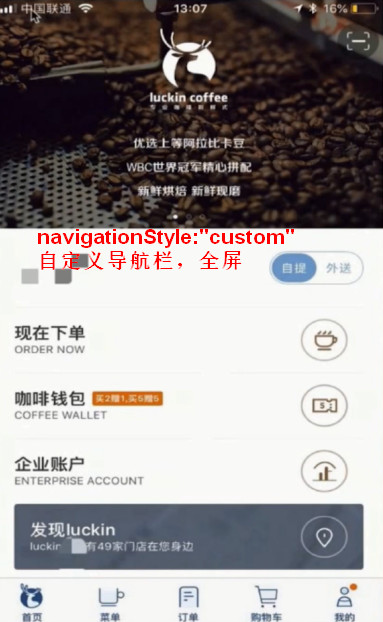 中国联通
13:07
16%
luckin coffee
优选上等阿拉比卡豆
WBC世界冠军精心拼配
新鲜烘焙 新鲜现磨
navigationStyle:"custom"
自定义导航栏，全屏
自提
外送
现在下单
ORDER NOW
咖啡钱包
买2赠1,买5赠5
COFFEE WALLET
企业账户
ENTERPRISE ACCOUNT
发现luckin
luckin
有49家门店在您身边
首页
菜单
订单
购物车
我的